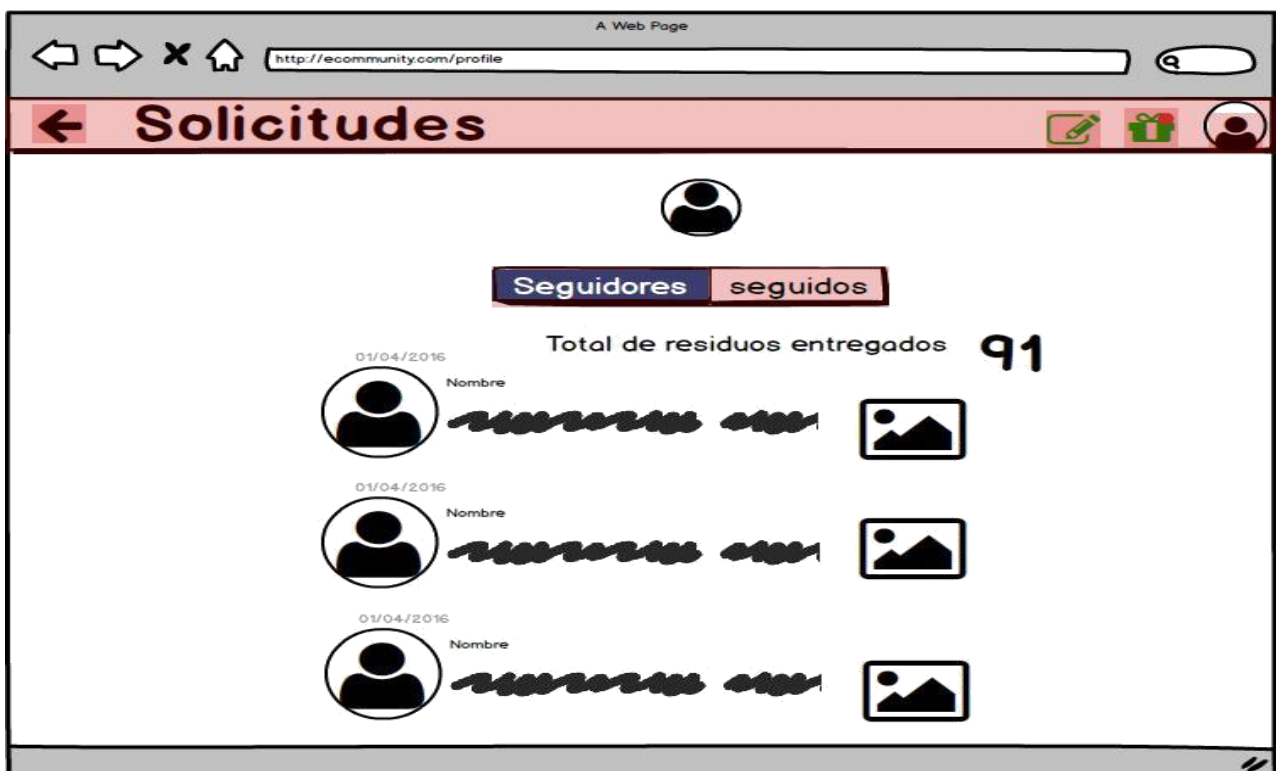 A Web Page
http://ecommunity.com/profile
Solicitudes
Seguidores seguidos
Total de residuos entregados 91
01/04/2016
Nombre
01/04/2016
Nombre
01/04/2016
Nombre